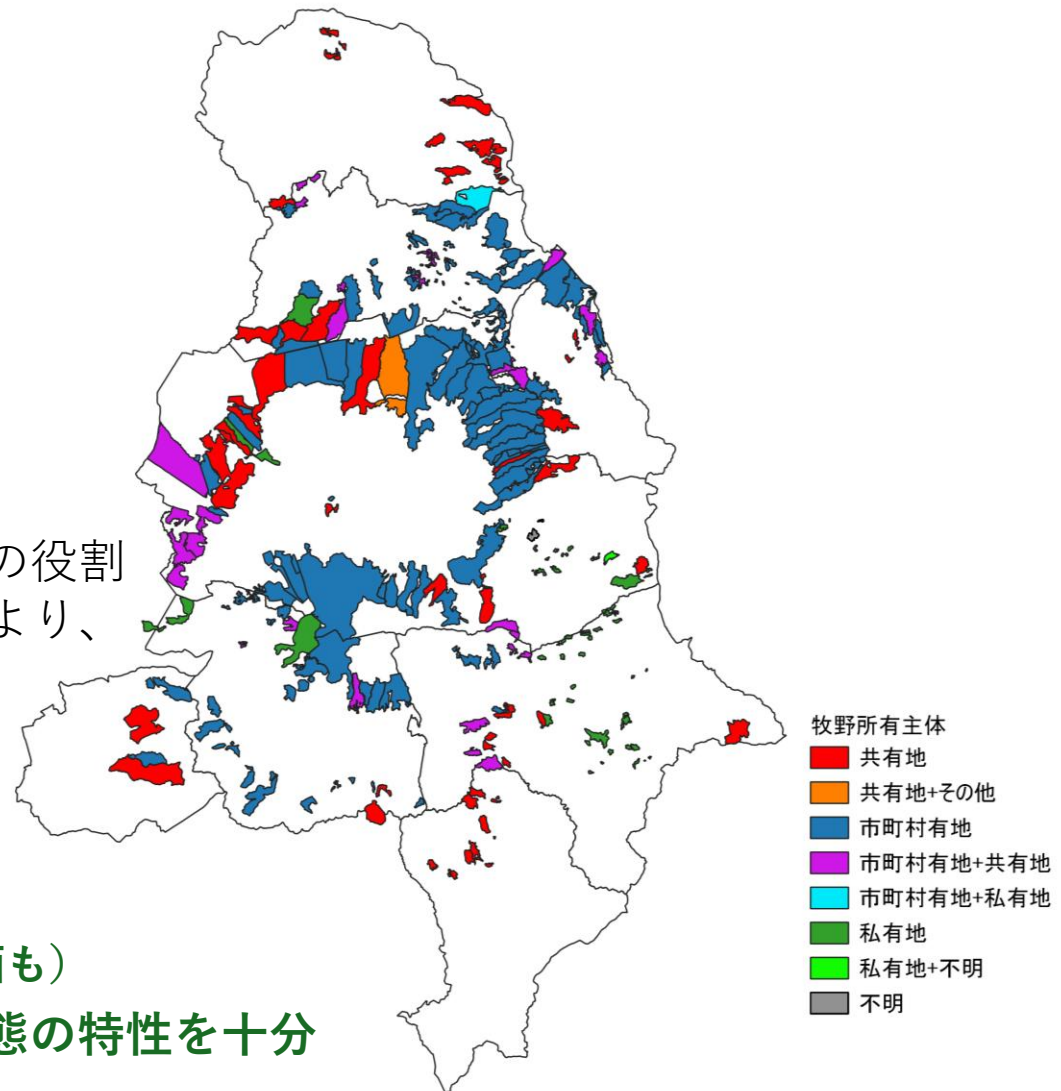 の役割
より、
牧野所有主体
共有地
共有地+その他
市町村有地
市町村有地+共有地
市町村有地+私有地
私有地
私有地+不明
不明
も）
態の特性を十分